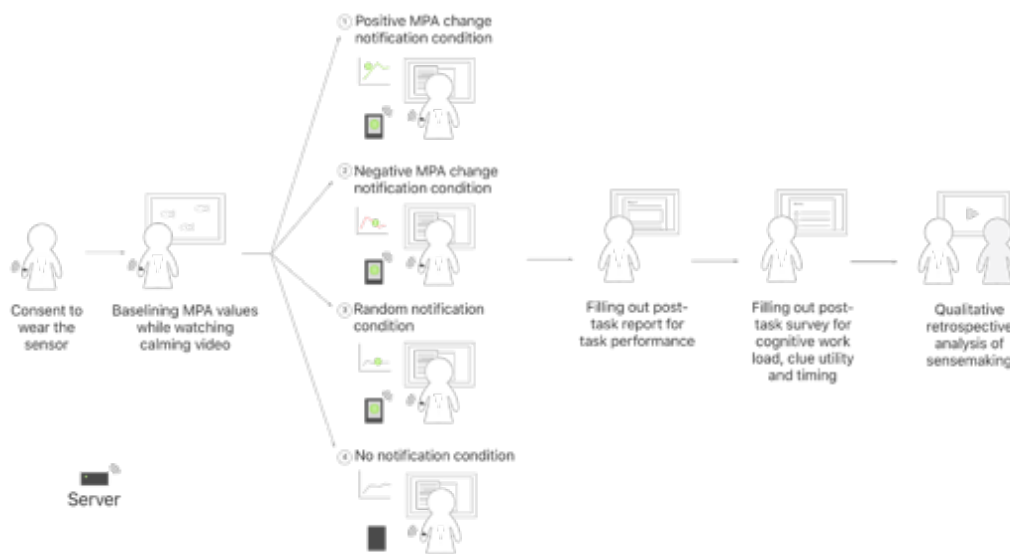 ① Positive MPA change
notification condition
② Negative MPA change
notification condition
Consent to
wear the
sensor
Baselining MPA values
while watching
calming video
③ Random notification
condition
④ No notification condition
Filling out post-
task report for
task performance
Filling out post-
task survey for
cognitive work
load, clue utility
and timing
Qualitative
retrospective
analysis of
sensemaking
Server